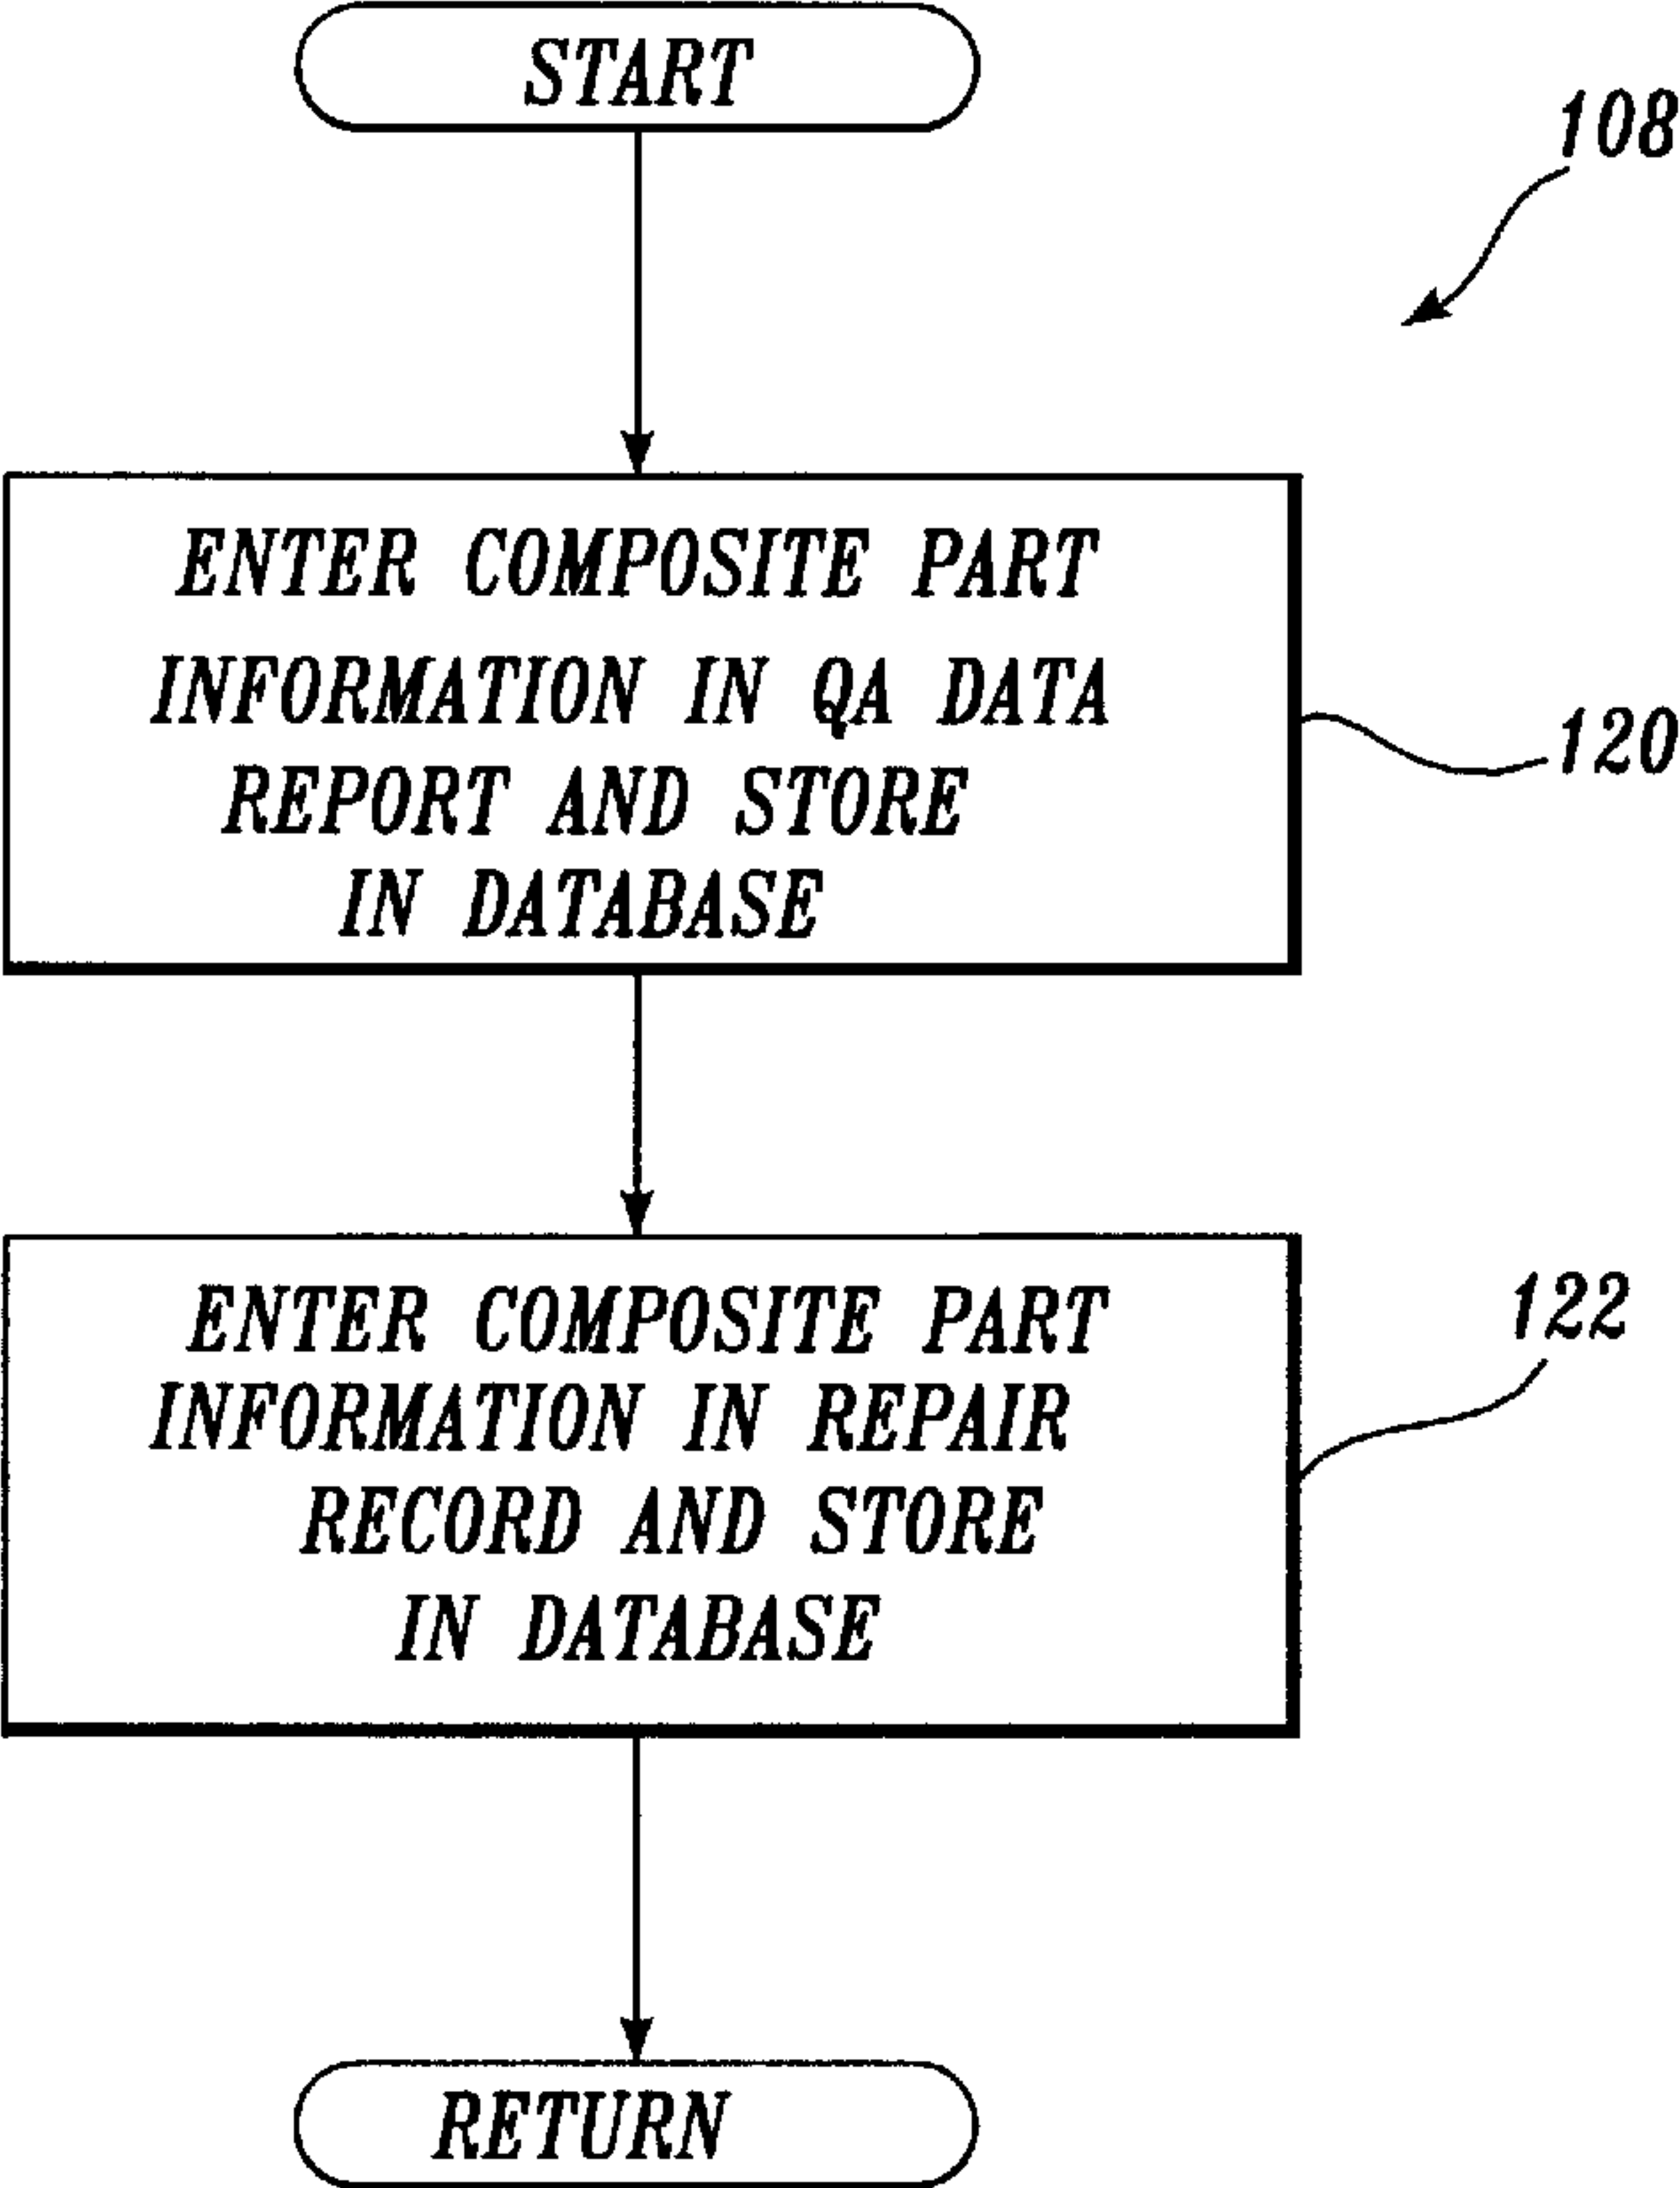 START
108
ENTER COMPOSITE PART
INFORMATION IN QA DATA
REPORT AND STORE
IN DATABASE
120
ENTER COMPOSITE PART
INFORMATION IN REPAIR
RECORD AND STORE
IN DATABASE
122
RETURN